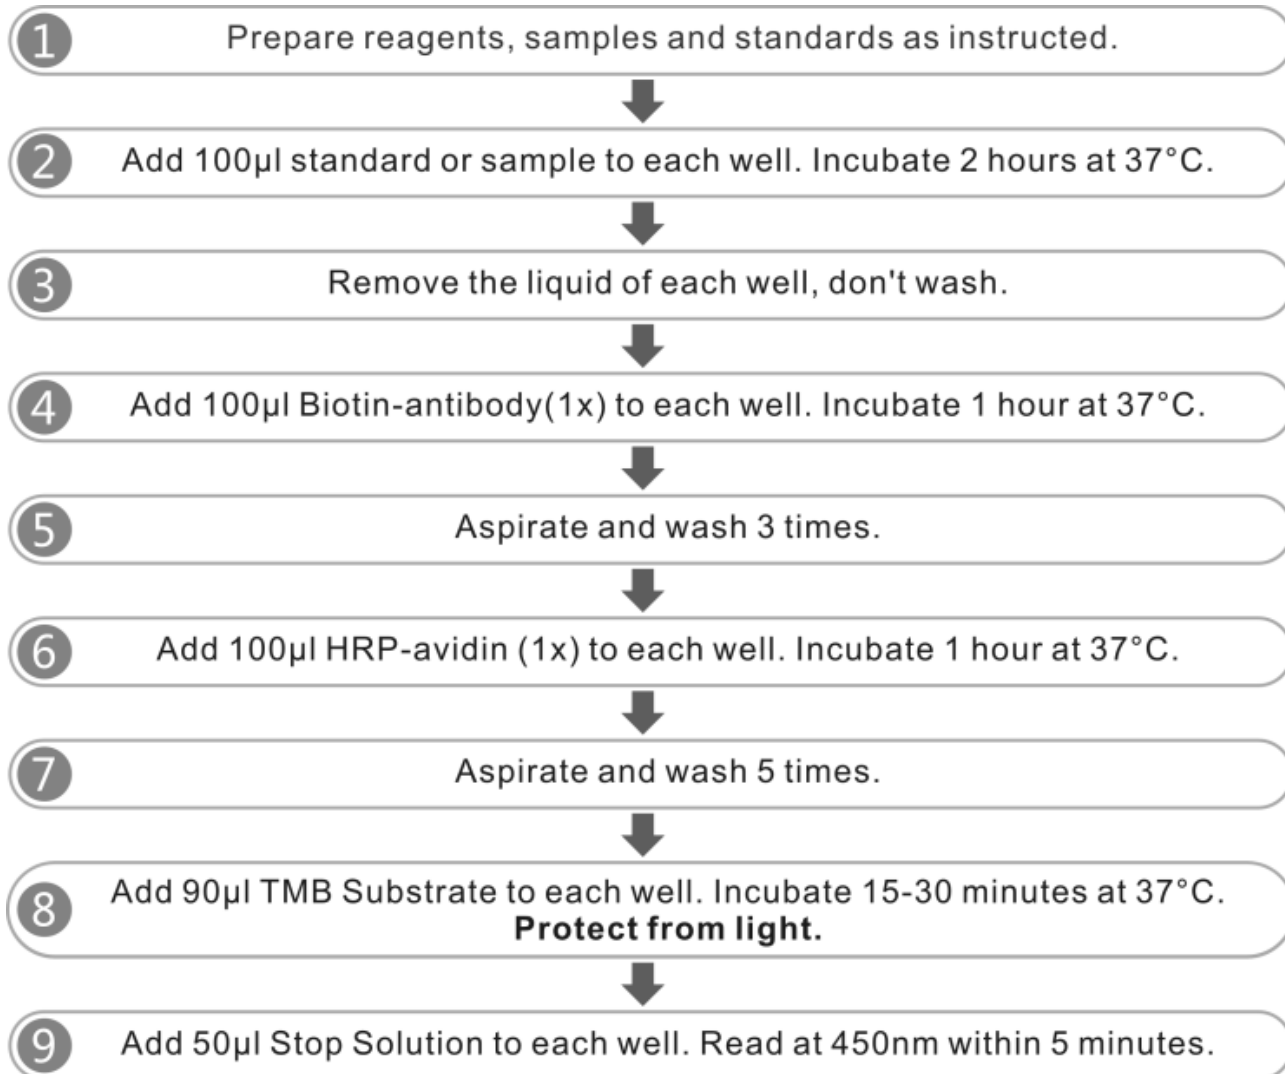 1 Prepare reagents, samples and standards as instructed.
2 Add 100µl standard or sample to each well. Incubate 2 hours at 37°C.
3 Remove the liquid of each well, don't wash.
4 Add 100µl Biotin-antibody(1x) to each well. Incubate 1 hour at 37°C.
5 Aspirate and wash 3 times.
6 Add 100µl HRP-avidin (1x) to each well. Incubate 1 hour at 37°C.
7 Aspirate and wash 5 times.
8 Add 90µl TMB Substrate to each well. Incubate 15-30 minutes at 37°C.
Protect from light.
9 Add 50µl Stop Solution to each well. Read at 450nm within 5 minutes.